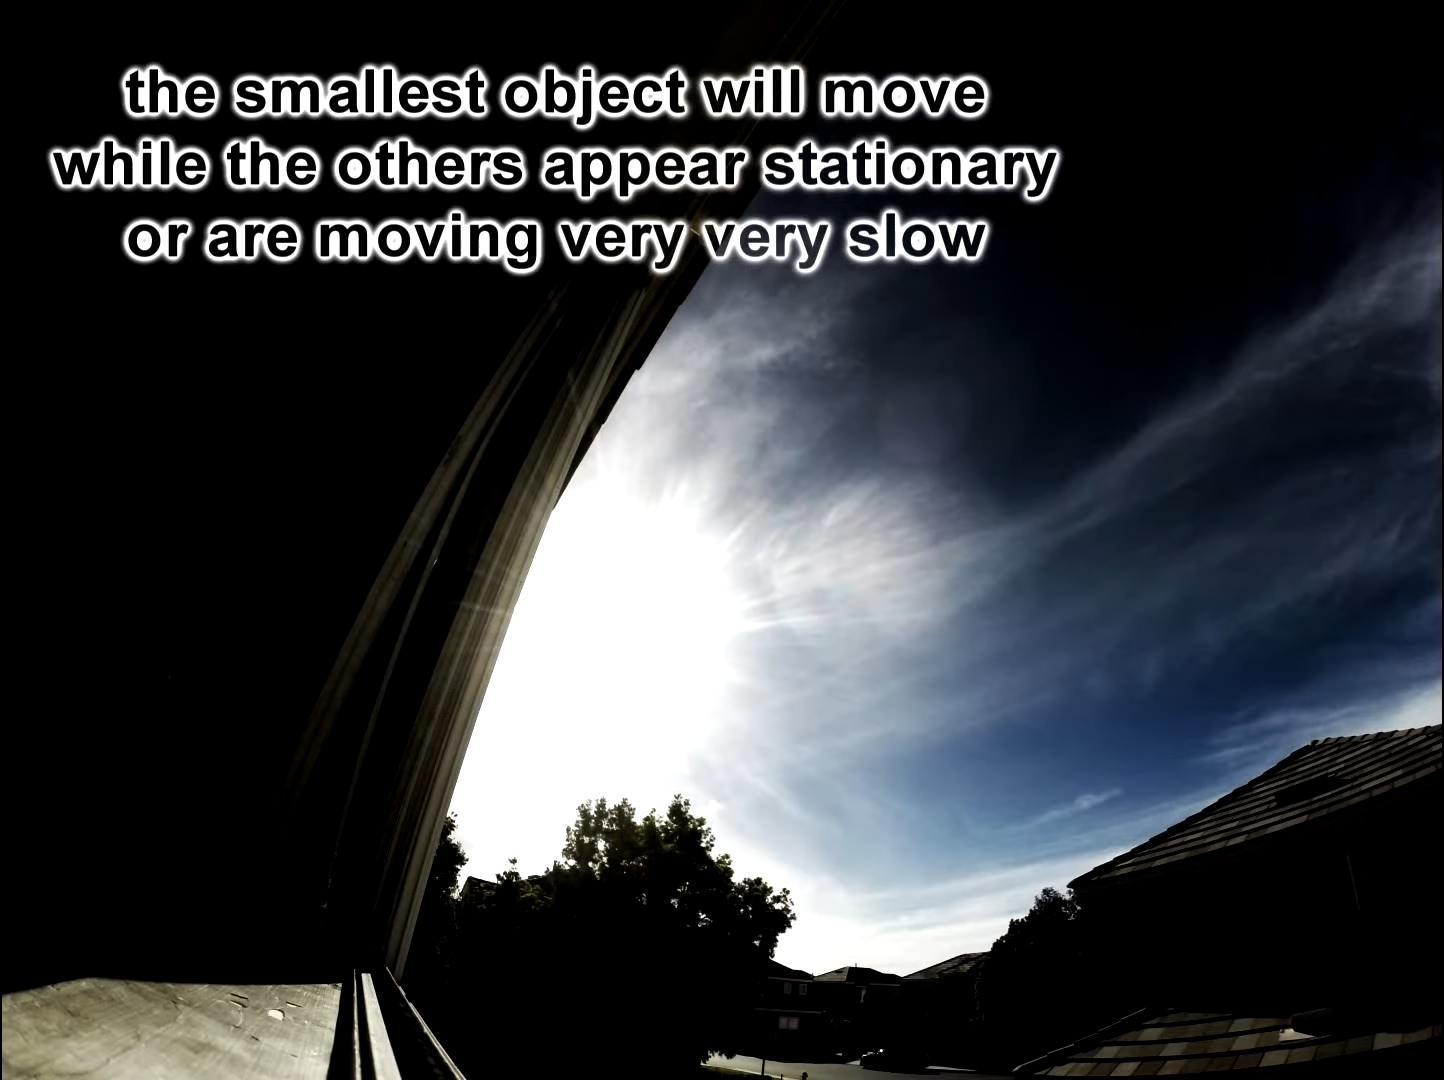 the smallest object will move
while the others appear stationary
or are moving very very slow